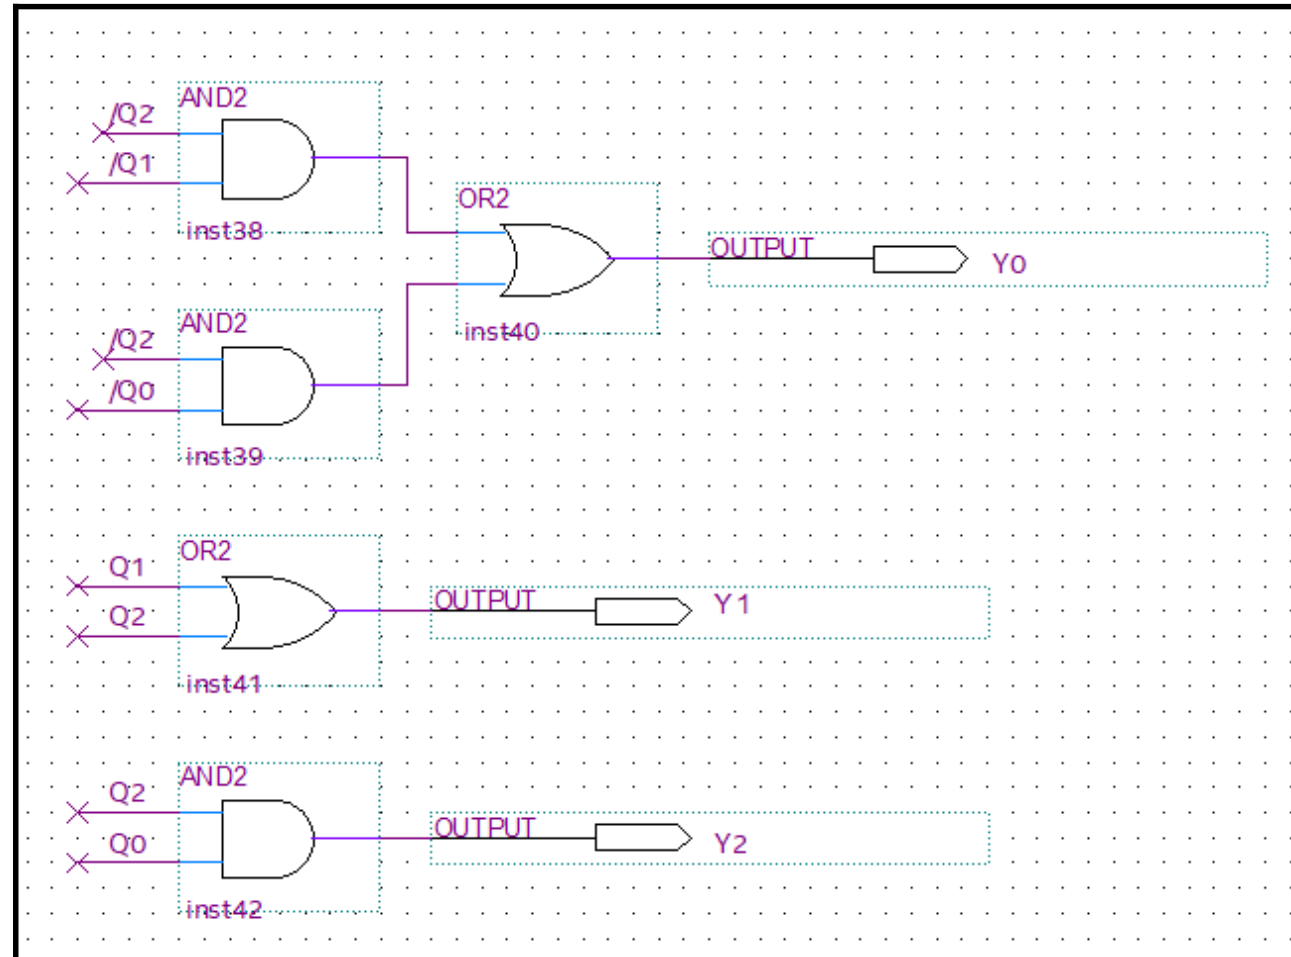 AND2
/Q2
/Q1
inst38
OR2
OUTPUT
Y0
inst40
AND2
/Q2
/Q0
inst39
OR2
Q1
Q2
OUTPUT
Y1
inst41
AND2
Q2
Q0
OUTPUT
Y2
inst42